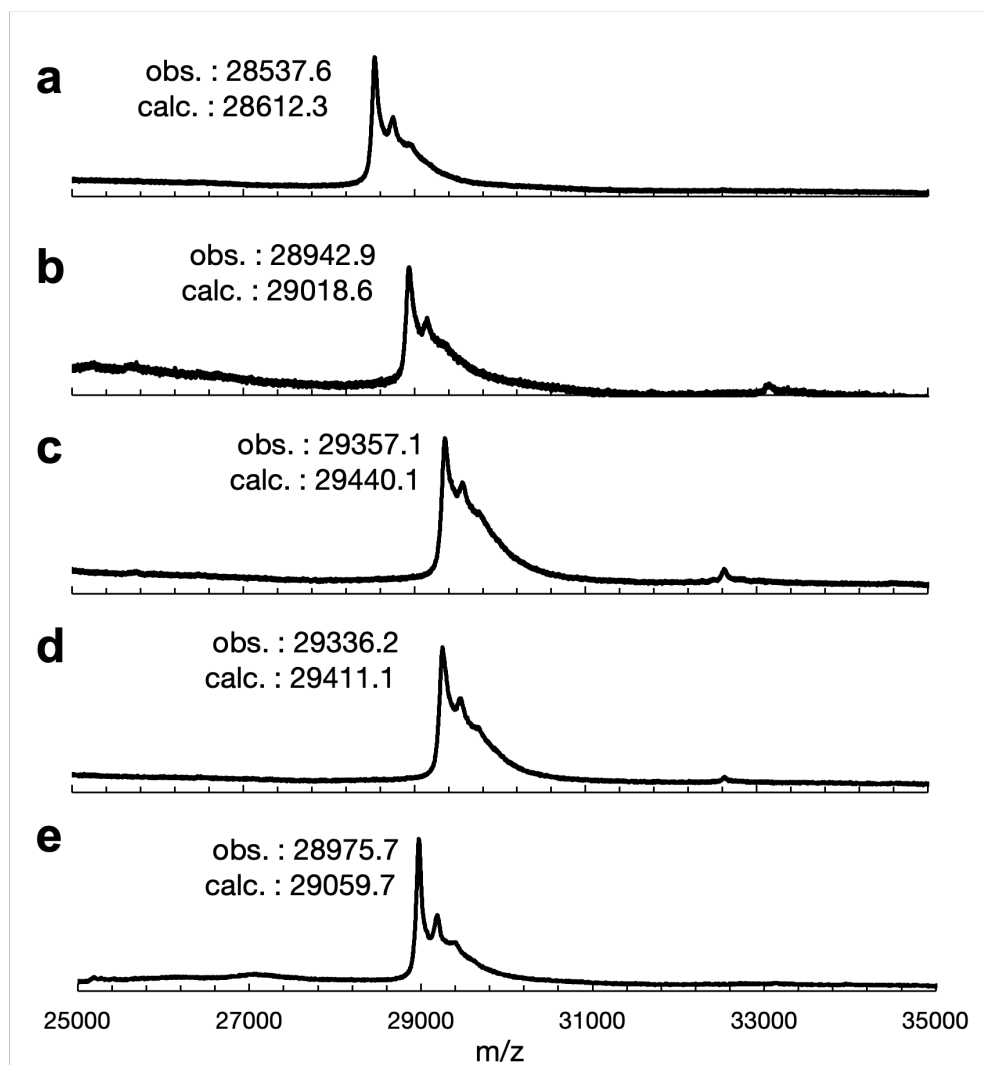 a
obs. : 28537.6
calc. : 28612.3
b
obs. : 28942.9
calc. : 29018.6
c
obs. : 29357.1
calc. : 29440.1
d
obs. : 29336.2
calc. : 29411.1
e
obs. : 28975.7
calc. : 29059.7
25000 27000 29000 31000 33000 35000
m/z